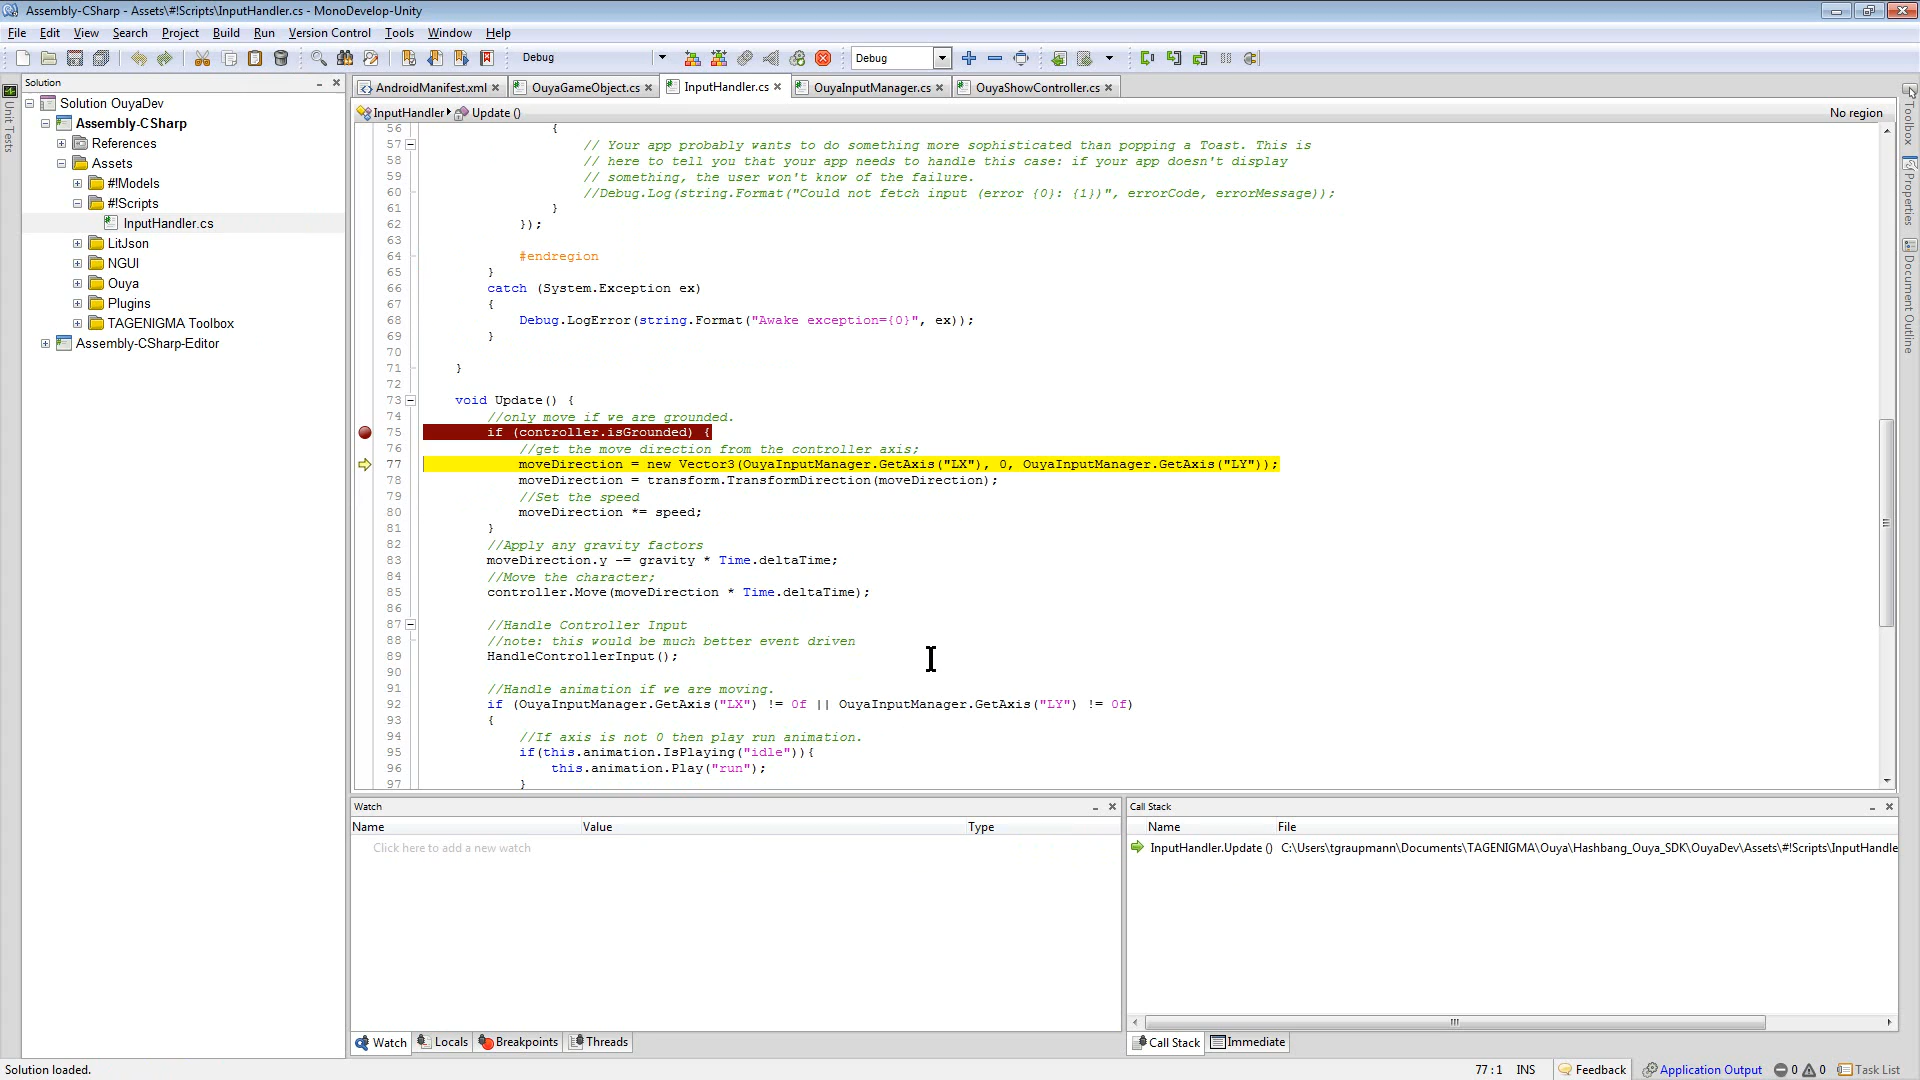 Assembly-CSharp - Assets\#!Scripts\InputHandler.cs - MonoDevelop-Unity
File Edit View Search Project Build Run Version Control Tools Window Help
Debug Debug
Solution
Unit Tests
Solution OuyaDev
Assembly-CSharp
References
Assets
#!Models
#!Scripts
InputHandler.cs
LitJson
NGUI
Ouya
Plugins
TAGENIGMA Toolbox
Assembly-CSharp-Editor
AndroidManifest.xml OuyaGameObject.cs InputHandler.cs OuyaInputManager.cs OuyaShowController.cs
InputHandler Update () No region
56 {
57 // Your app probably wants to do something more sophisticated than popping a Toast. This is
58 // here to tell you that your app needs to handle this case: if your app doesn't display
59 // something, the user won't know of the failure.
60 //Debug.Log(string.Format("Could not fetch input (error {0}: {1})", errorCode, errorMessage));
61 }
62 });
63
64 #endregion
65 }
66 catch (System.Exception ex)
67 {
68 Debug.LogError(string.Format("Awake exception={0}", ex));
69 }
70
71 }
72
73 void Update() {
74 //only move if we are grounded.
75 if (controller.isGrounded) {
76 //get the move direction from the controller axis;
77 moveDirection = new Vector3(OuyaInputManager.GetAxis("LX"), 0, OuyaInputManager.GetAxis("LY"));
78 moveDirection = transform.TransformDirection(moveDirection);
79 //Set the speed
80 moveDirection *= speed;
81 }
82 //Apply any gravity factors
83 moveDirection.y -= gravity * Time.deltaTime;
84 //Move the character;
85 controller.Move(moveDirection * Time.deltaTime);
86
87 //Handle Controller Input
88 //note: this would be much better event driven
89 HandleControllerInput();
90
91 //Handle animation if we are moving.
92 if (OuyaInputManager.GetAxis("LX") != 0f || OuyaInputManager.GetAxis("LY") != 0f)
93 {
94 //If axis is not 0 then play run animation.
95 if(this.animation.IsPlaying("idle")){
96 this.animation.Play("run");
97 }
Toolbox
Properties
Document Outline
Watch
Name Value Type
Click here to add a new watch
Watch Locals Breakpoints Threads
Call Stack
Name File
InputHandler.Update () C:\Users\tgraupmann\Documents\TAGENIGMA\Ouya\Hashbang_Ouya_SDK\OuyaDev\Assets\#!Scripts\InputHandle
Call Stack Immediate
Solution loaded. 77 : 1 INS Feedback Application Output 0 0 Task List